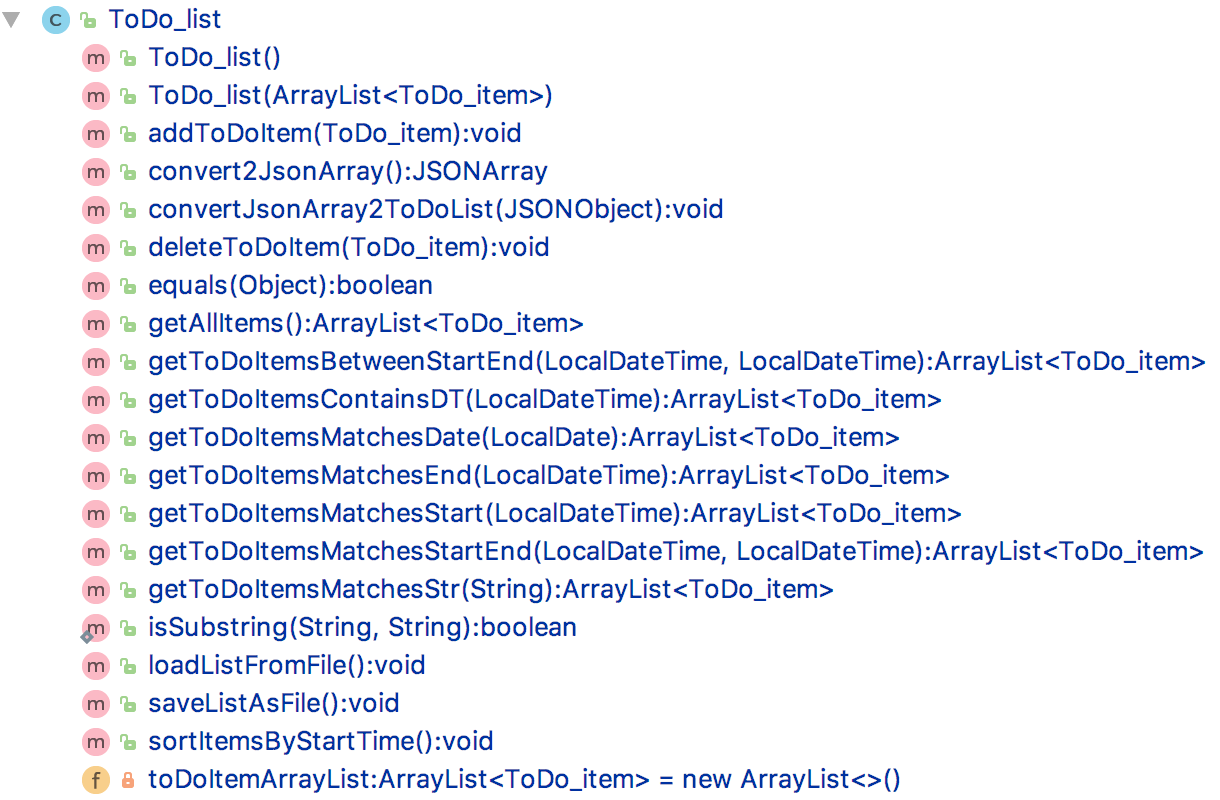 C ToDo_list
m ToDo_list()
m ToDo_list(ArrayList<ToDo_item>)
m addToDoItem(ToDo_item):void
m convert2JsonArray():JSONArray
m convertJsonArray2ToDoList(JSONObject):void
m deleteToDoItem(ToDo_item):void
m equals(Object):boolean
m getAllItems():ArrayList<ToDo_item>
m getToDoItemsBetweenStartEnd(LocalDateTime, LocalDateTime):ArrayList<ToDo_item>
m getToDoItemsContainsDT(LocalDateTime):ArrayList<ToDo_item>
m getToDoItemsMatchesDate(LocalDate):ArrayList<ToDo_item>
m getToDoItemsMatchesEnd(LocalDateTime):ArrayList<ToDo_item>
m getToDoItemsMatchesStart(LocalDateTime):ArrayList<ToDo_item>
m getToDoItemsMatchesStartEnd(LocalDateTime, LocalDateTime):ArrayList<ToDo_item>
m getToDoItemsMatchesStr(String):ArrayList<ToDo_item>
m isSubstring(String, String):boolean
m loadListFromFile():void
m saveListAsFile():void
m sortItemsByStartTime():void
f toDoItemArrayList:ArrayList<ToDo_item> = new ArrayList<>()